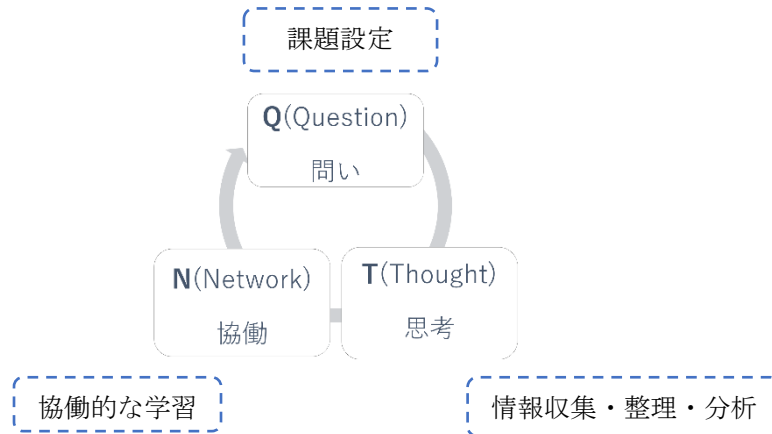 課題設定
Q(Question)
問い
N(Network)
協働
T(Thought)
思考
協働的な学習
情報収集・整理・分析